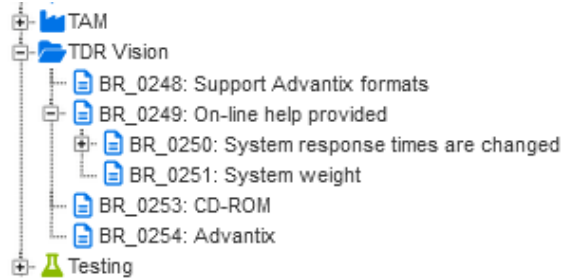 TAM
TDR Vision
BR_0248: Support Advantix formats
BR_0249: On-line help provided
BR_0250: System response times are changed
BR_0251: System weight
BR_0253: CD-ROM
BR_0254: Advantix
Testing